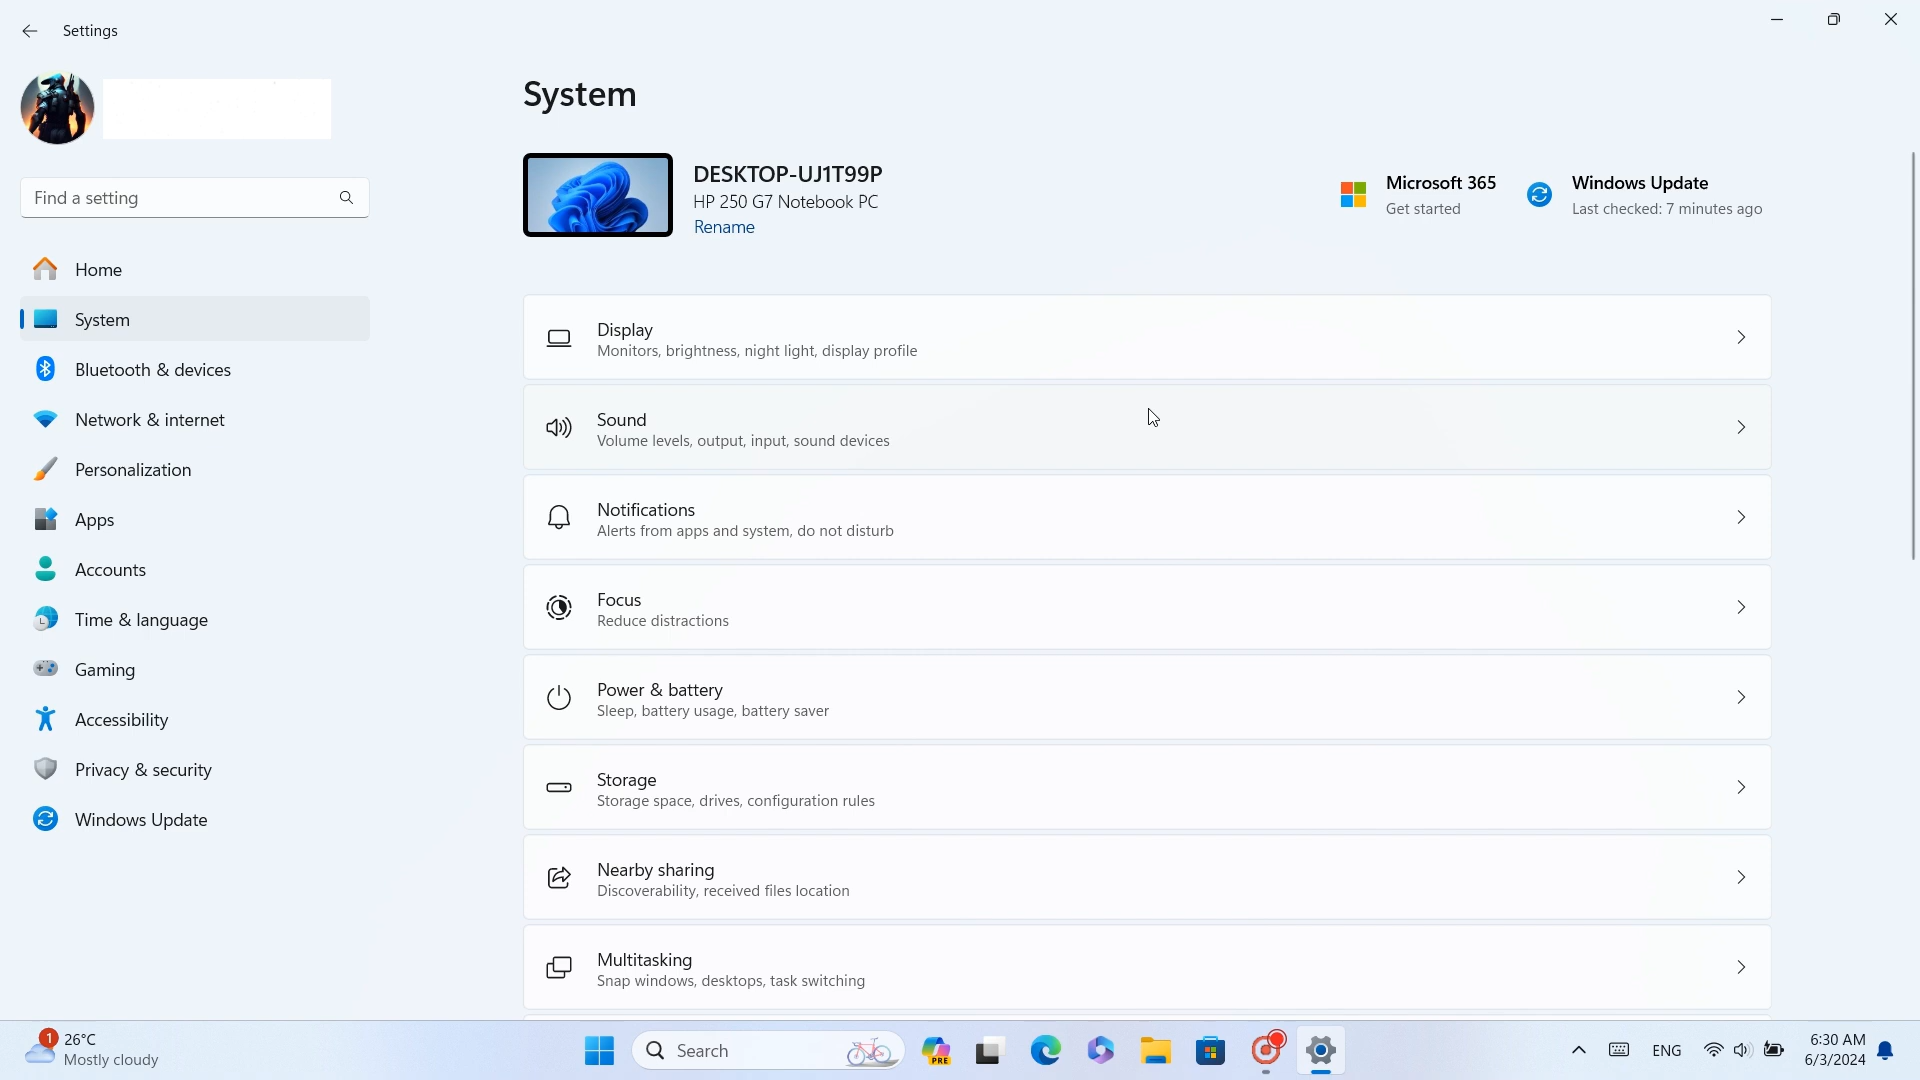 Settings
System
DESKTOP-UJ1T99P
HP 250 G7 Notebook PC
Rename
Microsoft 365
Get started
Windows Update
Last checked: 7 minutes ago
Find a setting
Home
System
Bluetooth & devices
Network & internet
Personalization
Apps
Accounts
Time & language
Gaming
Accessibility
Privacy & security
Windows Update
Display
Monitors, brightness, night light, display profile
Sound
Volume levels, output, input, sound devices
Notifications
Alerts from apps and system, do not disturb
Focus
Reduce distractions
Power & battery
Sleep, battery usage, battery saver
Storage
Storage space, drives, configuration rules
Nearby sharing
Discoverability, received files location
Multitasking
Snap windows, desktops, task switching
1
26°C
Mostly cloudy
Search
PRE
ENG
6:30 AM
6/3/2024